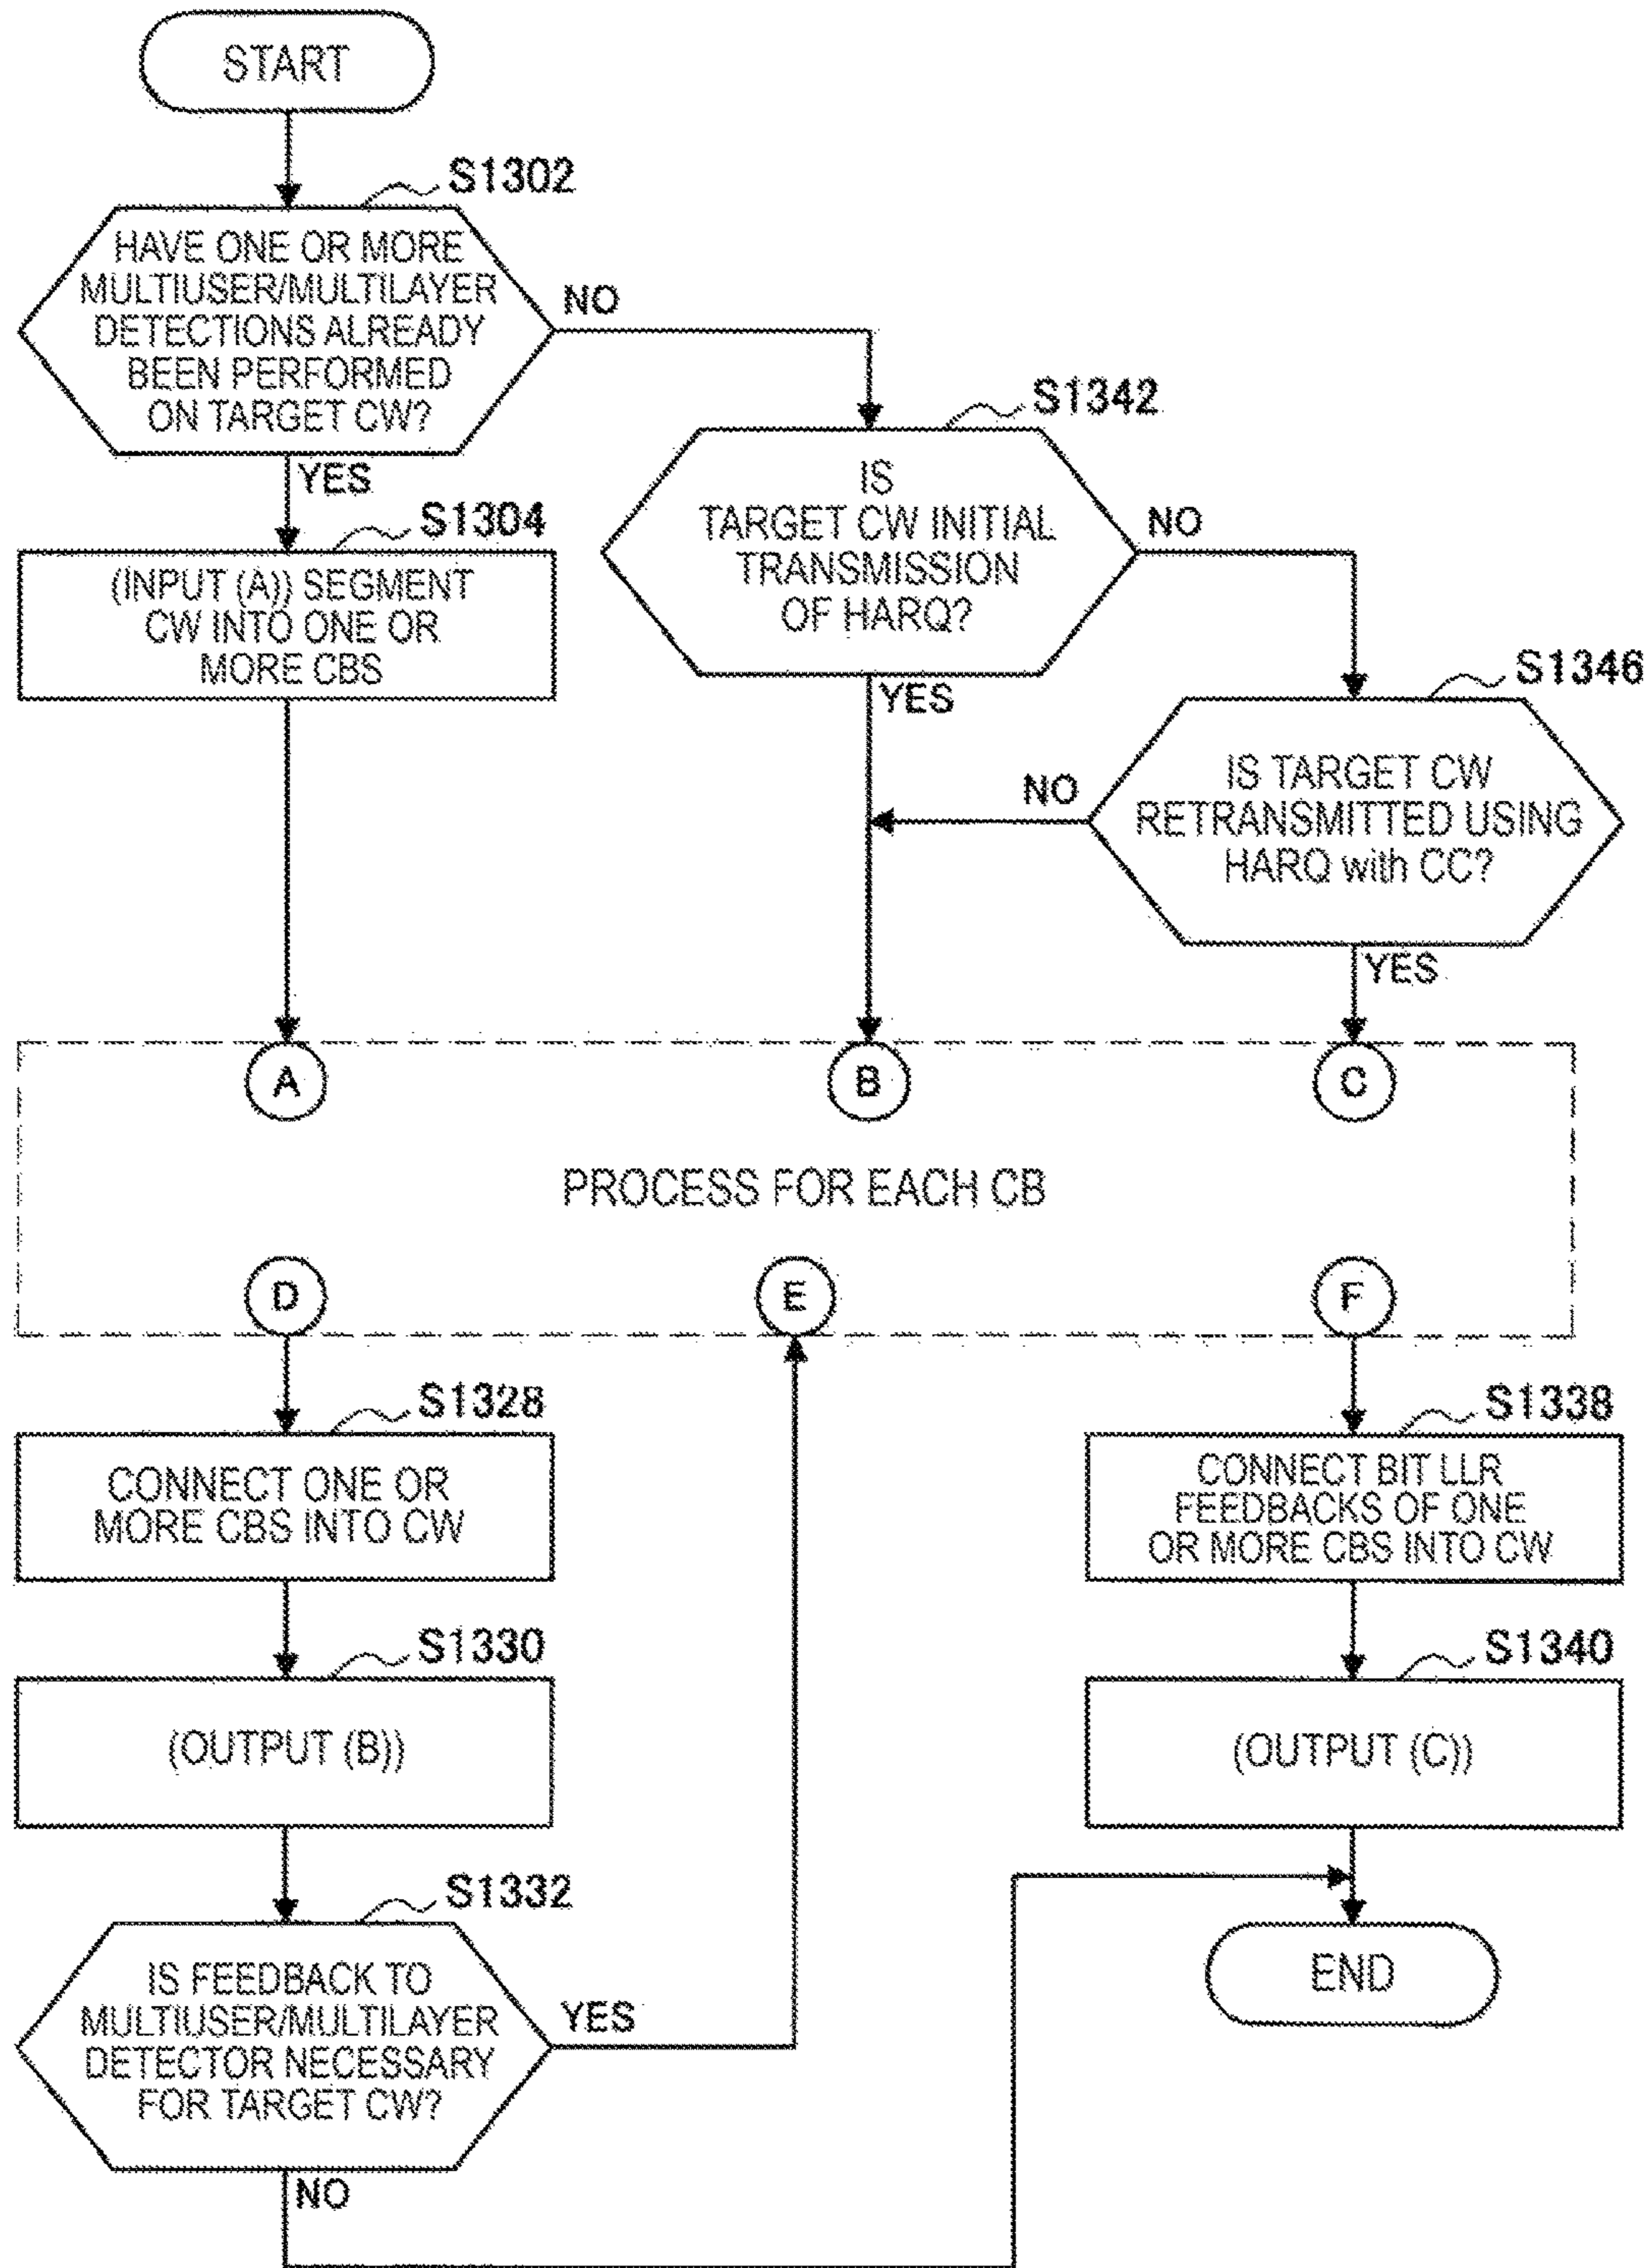 START
S1302
HAVE ONE OR MORE
MULTIUSER/MULTILAYER
DETECTIONS ALREADY
BEEN PERFORMED
ON TARGET CW?
NO
YES
S1342
IS
TARGET CW INITIAL
TRANSMISSION
OF HARQ?
NO
YES
S1304
(INPUT (A)) SEGMENT
CW INTO ONE OR
MORE CBS
S1346
IS TARGET CW
RETRANSMITTED USING
HARQ with CC?
NO
YES
A
B
C
PROCESS FOR EACH CB
D
E
F
S1328
CONNECT ONE OR
MORE CBS INTO CW
S1338
CONNECT BIT LLR
FEEDBACKS OF ONE
OR MORE CBS INTO CW
S1330
(OUTPUT (B))
S1340
(OUTPUT (C))
S1332
IS FEEDBACK TO
MULTIUSER/MULTILAYER
DETECTOR NECESSARY
FOR TARGET CW?
YES
NO
END